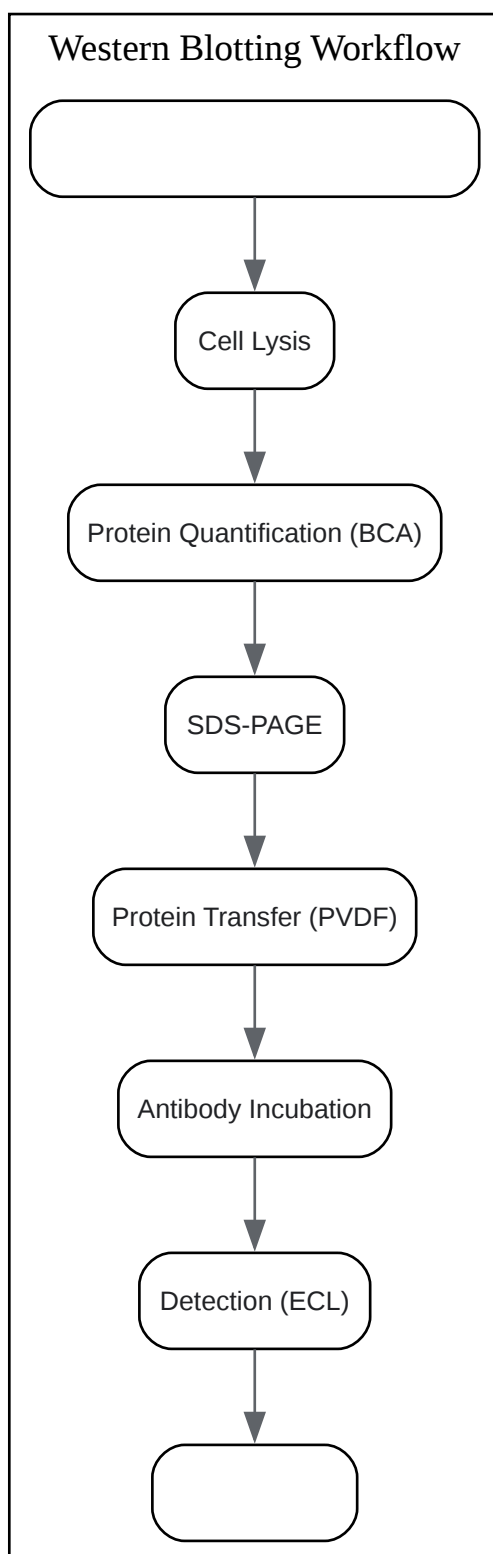 Western Blotting Workflow
Cell Lysis
Protein Quantification (BCA)
SDS-PAGE
Protein Transfer (PVDF)
Antibody Incubation
Detection (ECL)